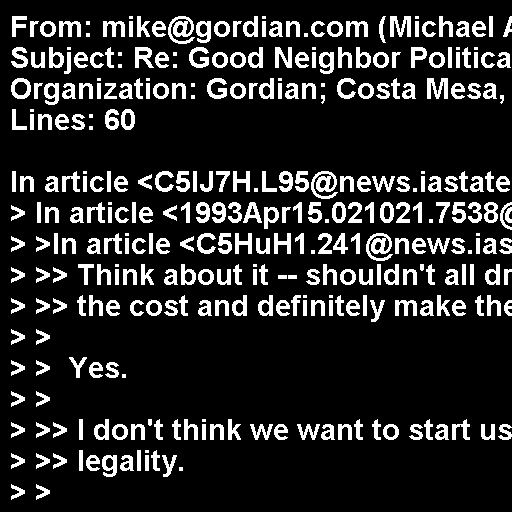 From: mike@gordian.com (Michael A
Subject: Re: Good Neighbor Politica
Organization: Gordian; Costa Mesa,
Lines: 60

In article <C5IJ7H.L95@news.iastate
> In article <1993Apr15.021021.7538@
> >In article <C5HuH1.241@news.ias
> >> Think about it -- shouldn't all dr
> >> the cost and definitely make the
> >
> >  Yes.
> >
> >> I don't think we want to start us
> >> legality.
> >